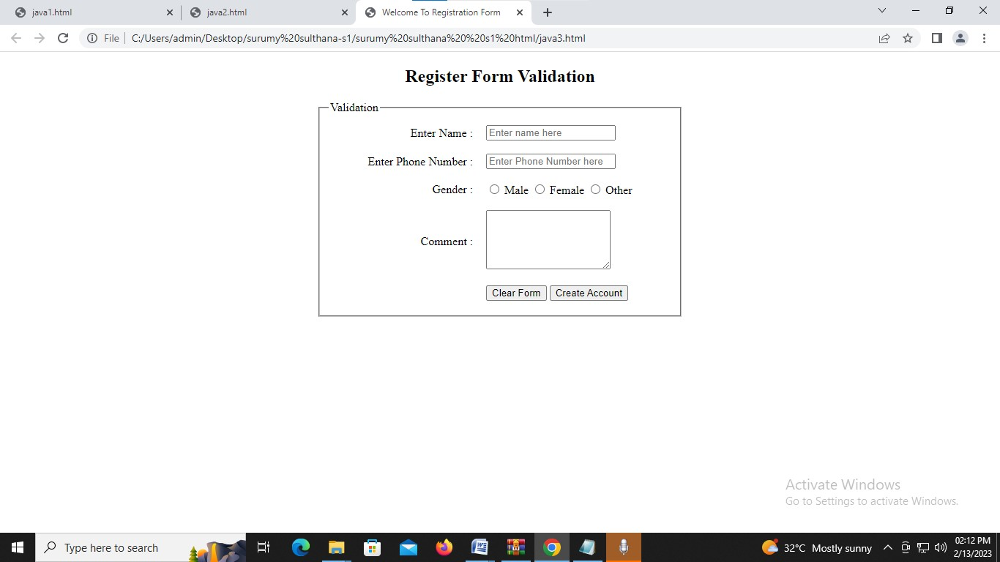 java1.html
java2.html
Welcome To Registration Form
File
C:/Users/admin/Desktop/surumy%20sulthana-s1/surumy%20sulthana%20%20s1%20html/java3.html
Register Form Validation
Validation
Enter Name :
Enter name here
Enter Phone Number :
Enter Phone Number here
Gender :
Male Female Other
Comment :
Clear Form Create Account
Activate Windows
Go to Settings to activate Windows.
Type here to search
32°C Mostly sunny
02:12 PM
2/13/2023